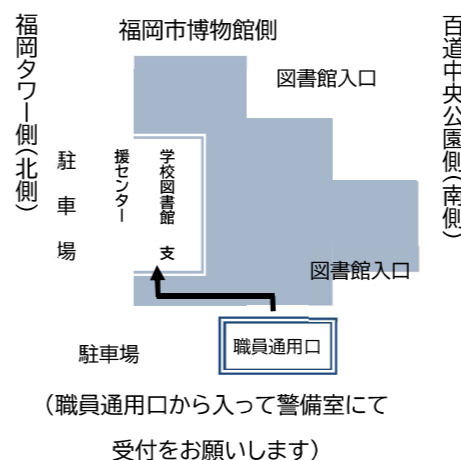 福岡市博物館側
図書館入口
百道中央公園側(南側)
福岡タワー側(北側)
駐車場
学校図書館 支
援センター
図書館入口
駐車場
職員通用口
(職員通用口から入って警備室にて
受付をお願いします)